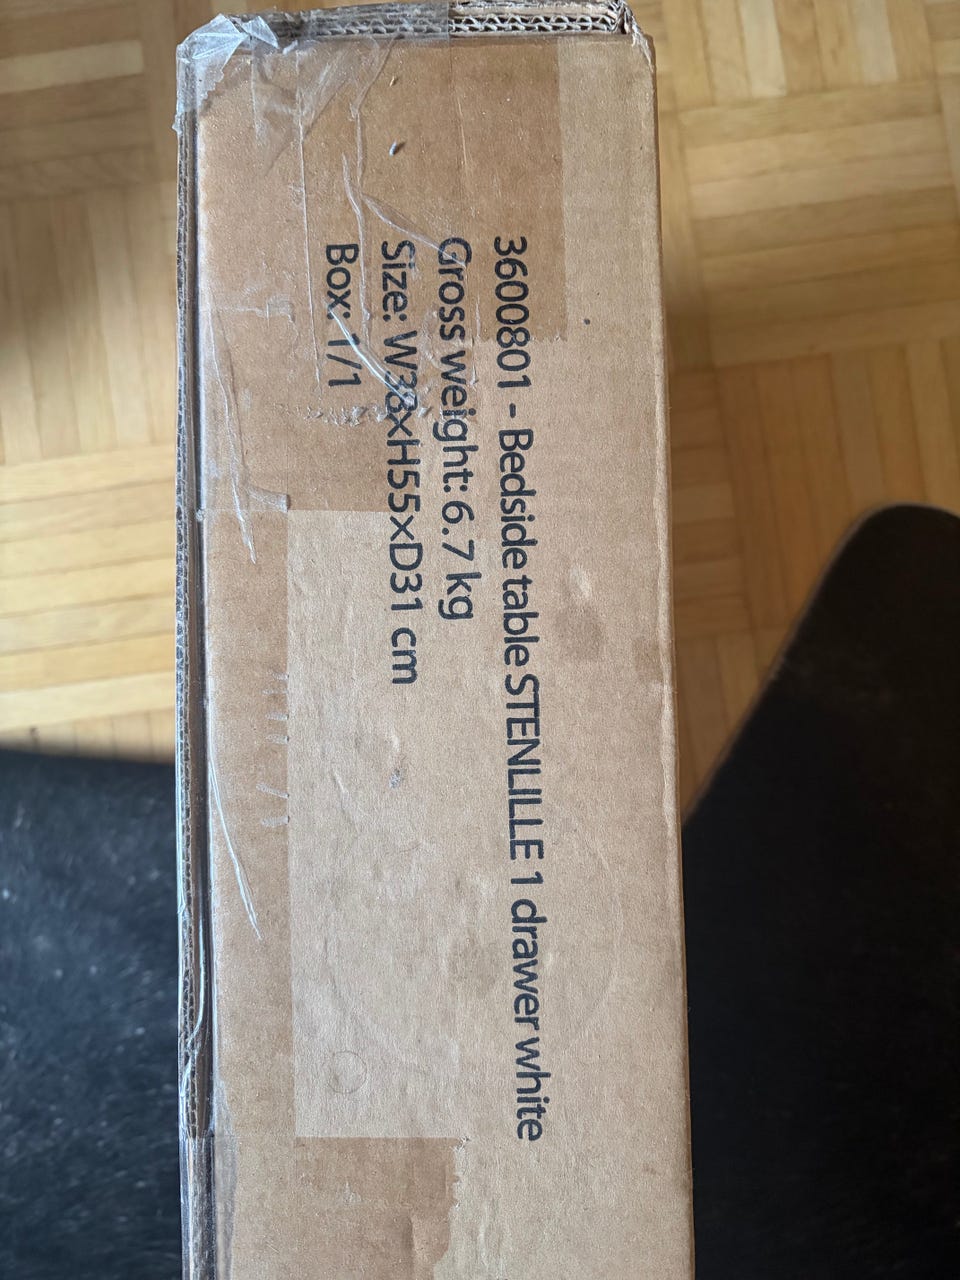 3600801 - Bedside table STENLILLE 1 drawer white
Gross weight: 6.7 kg
Size: W38xH55xD31 cm
Box: 1/1